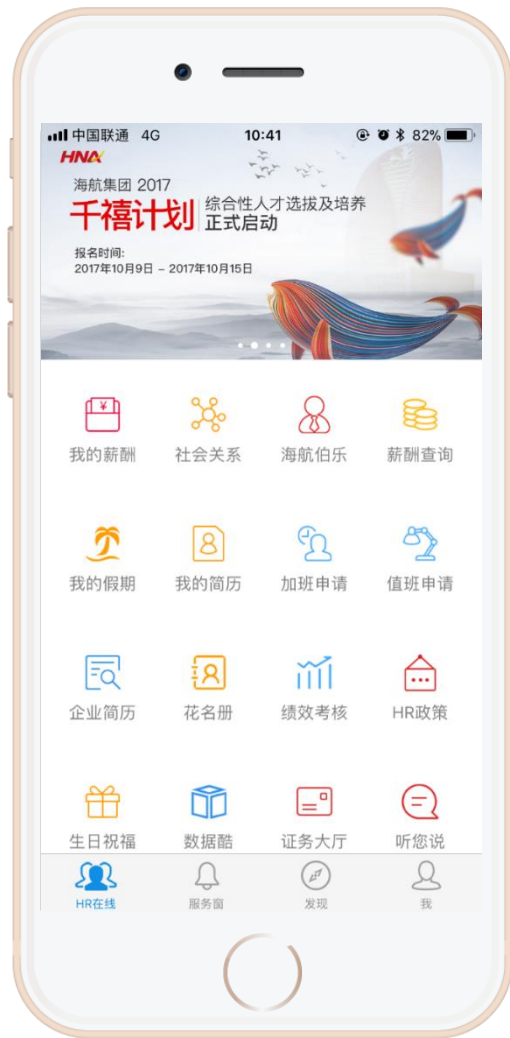 中国联通 4G 10:41 82%
HNA
海航集团 2017
千禧计划
综合性人才选拔及培养
正式启动
报名时间:
2017年10月9日 – 2017年10月15日
我的薪酬 社会关系 海航伯乐 薪酬查询
我的假期 我的简历 加班申请 值班申请
企业简历 花名册 绩效考核 HR政策
生日祝福 数据酷 证务大厅 听您说
HR在线 服务窗 发现 我